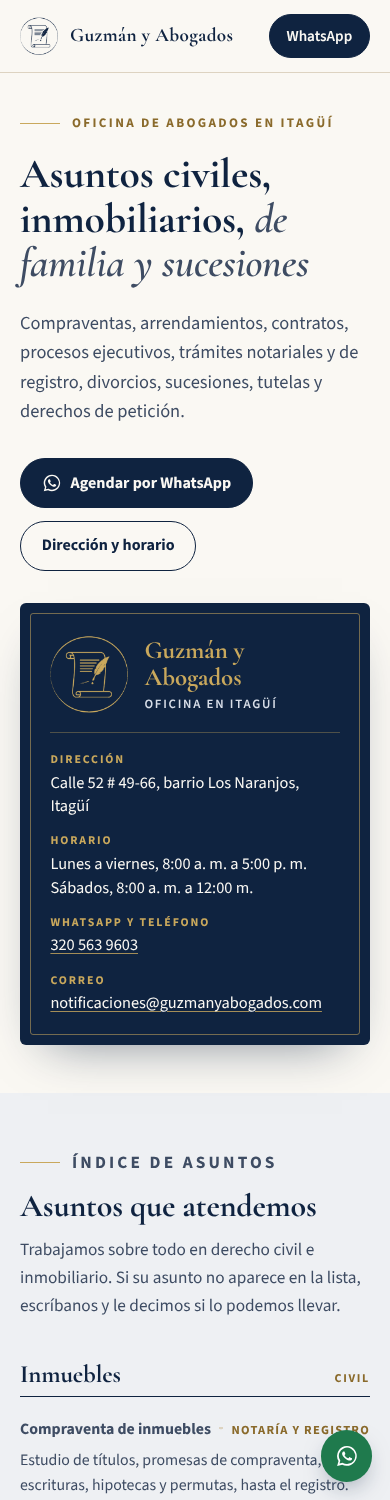 Guzmán y Abogados
WhatsApp
OFICINA DE ABOGADOS EN ITAGÜÍ
Asuntos civiles,
inmobiliarios, de
familia y sucesiones
Compraventas, arrendamientos, contratos,
procesos ejecutivos, trámites notariales y de
registro, divorcios, sucesiones, tutelas y
derechos de petición.
Agendar por WhatsApp
Dirección y horario
Guzmán y
Abogados
OFICINA EN ITAGÜÍ
DIRECCIÓN
Calle 52 # 49-66, barrio Los Naranjos,
Itagüí
HORARIO
Lunes a viernes, 8:00 a. m. a 5:00 p. m.
Sábados, 8:00 a. m. a 12:00 m.
WHATSAPP Y TELÉFONO
320 563 9603
CORREO
notificaciones@guzmanyabogados.com
ÍNDICE DE ASUNTOS
Asuntos que atendemos
Trabajamos sobre todo en derecho civil e
inmobiliario. Si su asunto no aparece en la lista,
escríbanos y le decimos si lo podemos llevar.
Inmuebles
CIVIL
Compraventa de inmuebles
NOTARÍA Y REGISTRO
Estudio de títulos, promesas de compraventa,
escrituras, hipotecas y permutas, hasta el registro.